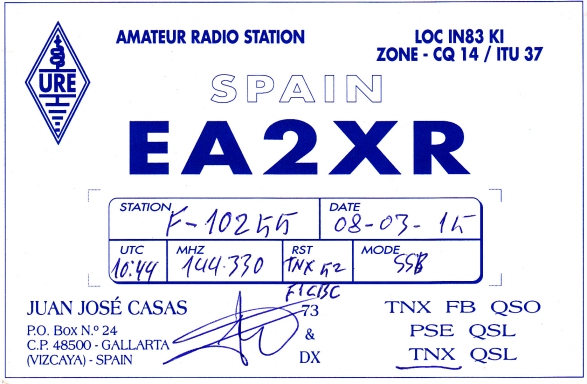 URE
AMATEUR RADIO STATION
LOC IN83 KI
ZONE - CQ 14 / ITU 37
SPAIN
EA2XR
STATION F-10255
DATE 08-03-15
UTC 10:44
MHZ 144.330
RST TNX 52
F1CBC
MODE SSB
JUAN JOSÉ CASAS
P.O. Box N.º 24
C.P. 48500 - GALLARTA
(VIZCAYA) - SPAIN
73
&
DX
TNX FB QSO
PSE QSL
TNX QSL